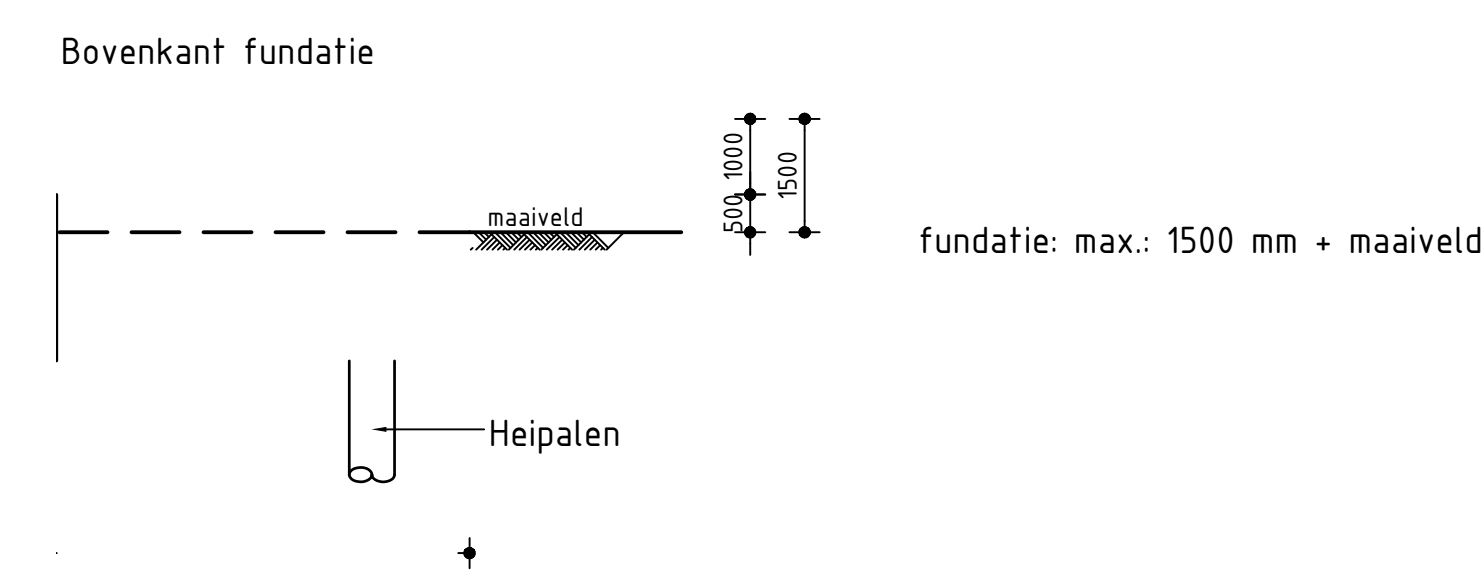 Bovenkant fundatie
1000
1500
500
maaiveld
fundatie: max.: 1500 mm + maaiveld
Heipalen